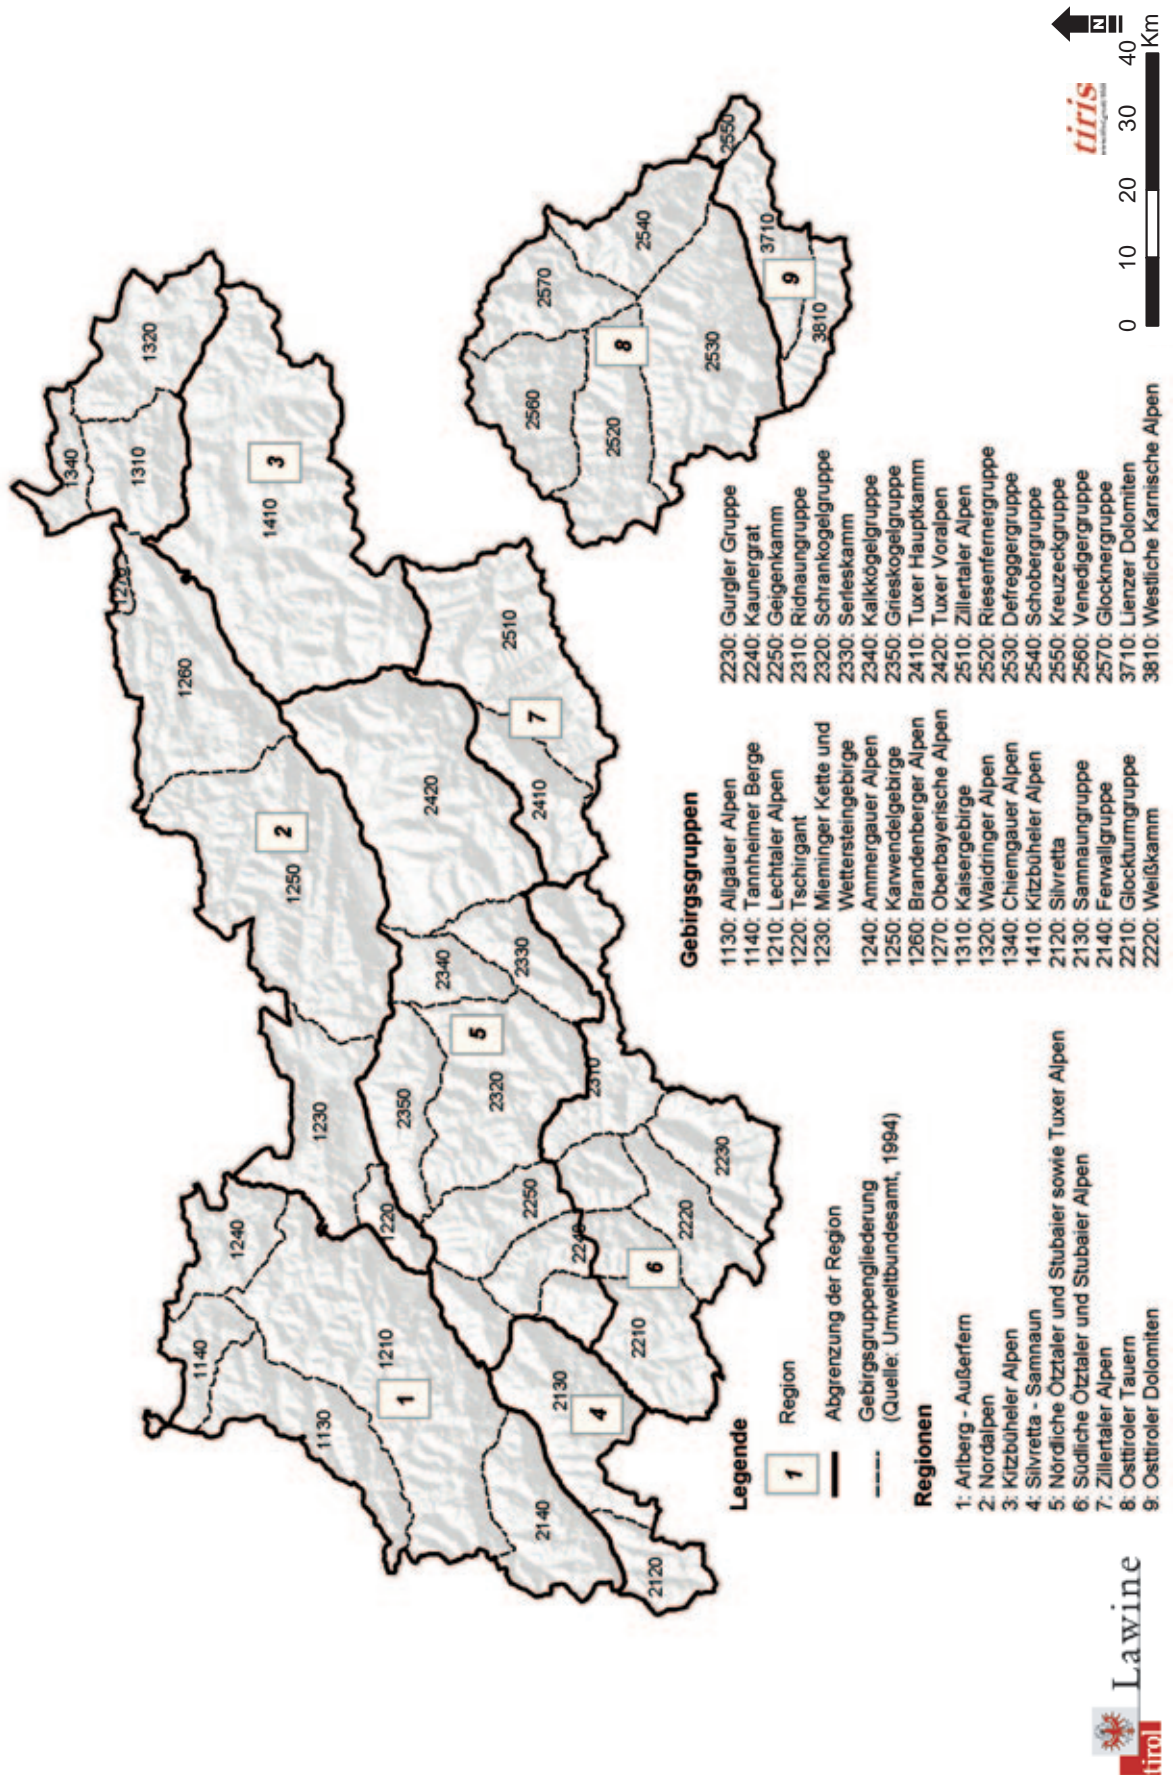 1340
1320
1310
3
1410
1270
1260
2
1250
1240
1140
1230
1220
1130
1210
1
2420
2340
2330
5
2350
2320
2310
2250
2240
2410
7
2510
2230
2220
6
2210
2130
4
2140
2120
2550
2540
2570
3710
9
3810
8
2560
2520
2530
Legende
1 Region
Abgrenzung der Region
Gebirgsgruppengliederung
(Quelle: Umweltbundesamt, 1994)
Regionen
1: Arlberg - Außerfern
2: Nordalpen
3: Kitzbüheler Alpen
4: Silvretta - Samnaun
5: Nördliche Ötztaler und Stubaier sowie Tuxer Alpen
6: Südliche Ötztaler und Stubaier Alpen
7: Zillertaler Alpen
8: Osttiroler Tauern
9: Osttiroler Dolomiten
Gebirgsgruppen
1130: Allgäuer Alpen
1140: Tannheimer Berge
1210: Lechtaler Alpen
1220: Tschirgant
1230: Mieminger Kette und
Wettersteingebirge
1240: Ammergauer Alpen
1250: Karwendelgebirge
1260: Brandenberger Alpen
1270: Oberbayerische Alpen
1310: Kaisergebirge
1320: Waidringer Alpen
1340: Chiemgauer Alpen
1410: Kitzbüheler Alpen
2120: Silvretta
2130: Samnaungruppe
2140: Ferwallgruppe
2210: Glockturmgruppe
2220: Weißkamm
2230: Gurgler Gruppe
2240: Kaunergrat
2250: Geigenkamm
2310: Ridnaungruppe
2320: Schrankogelgruppe
2330: Serleskamm
2340: Kalkkögelgruppe
2350: Grieskogelgruppe
2410: Tuxer Hauptkamm
2420: Tuxer Voralpen
2510: Zillertaler Alpen
2520: Riesenfernergruppe
2530: Defreggergruppe
2540: Schobergruppe
2550: Kreuzeckgruppe
2560: Venedigergruppe
2570: Glocknergruppe
3710: Lienzer Dolomiten
3810: Westliche Karnische Alpen
tirol
Lawine
tiris
N
0 10 20 30 40
Km